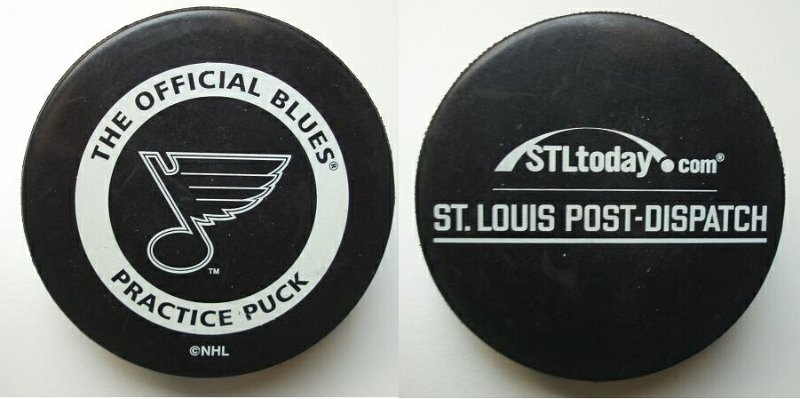 THE OFFICIAL BLUES®
PRACTICE PUCK
™
©NHL
STLtoday.com®
ST. LOUIS POST-DISPATCH